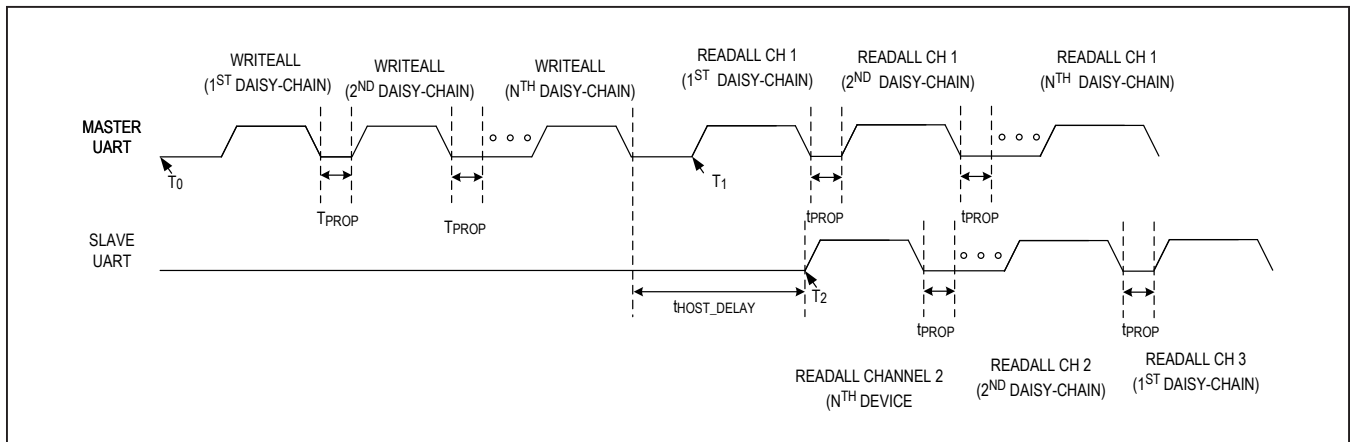 WRITEALL
(1ST DAISY-CHAIN)
WRITEALL
(2ND DAISY-CHAIN)
WRITEALL
(NTH DAISY-CHAIN)
READALL CH 1
(1ST DAISY-CHAIN)
READALL CH 1
(2ND DAISY-CHAIN)
READALL CH 1
(NTH DAISY-CHAIN)
MASTER
UART
T0
T1
TPROP
TPROP
tPROP
tPROP
SLAVE
UART
T2
tHOST_DELAY
tPROP
tPROP
READALL CHANNEL 2
(NTH DEVICE
READALL CH 2
(2ND DAISY-CHAIN)
READALL CH 3
(1ST DAISY-CHAIN)